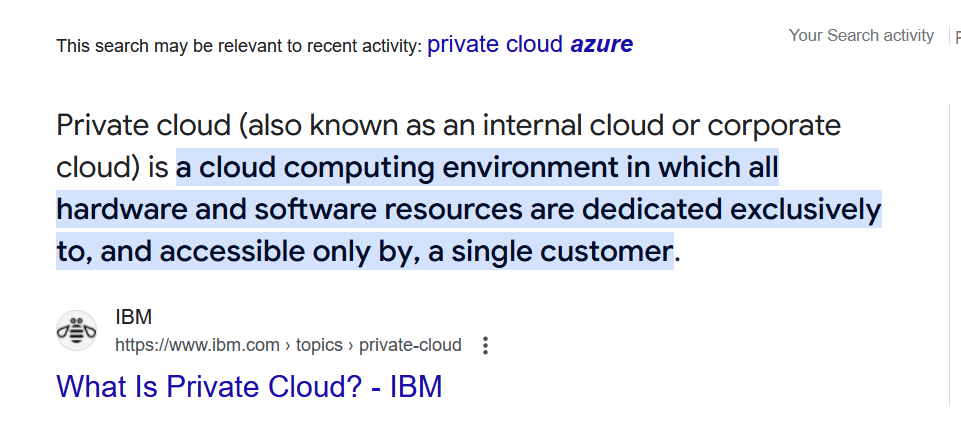 This search may be relevant to recent activity: private cloud azure
Your Search activity
Private cloud (also known as an internal cloud or corporate
cloud) is a cloud computing environment in which all
hardware and software resources are dedicated exclusively
to, and accessible only by, a single customer.
IBM
https://www.ibm.com › topics › private-cloud
What Is Private Cloud? - IBM